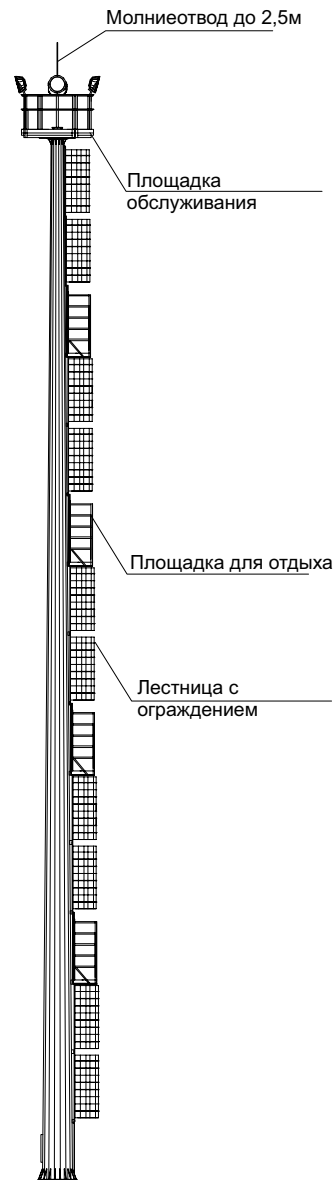 Молниеотвод до 2,5м
Площадка
обслуживания
Площадка для отдыха
Лестница с
ограждением